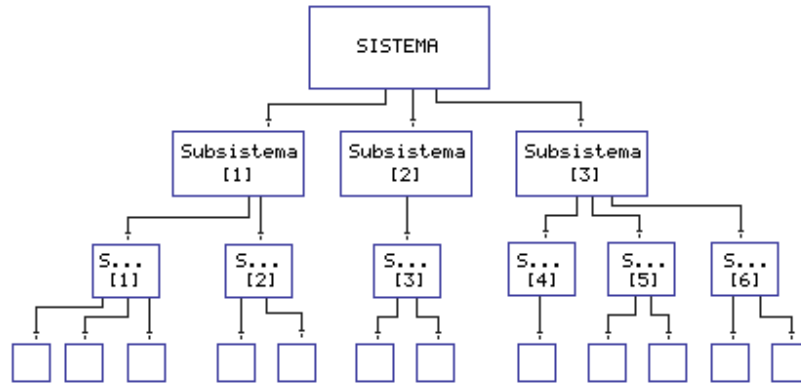 SISTEMA
Subsistema
[1]
Subsistema
[2]
Subsistema
[3]
S...
[1]
S...
[2]
S...
[3]
S...
[4]
S...
[5]
S...
[6]